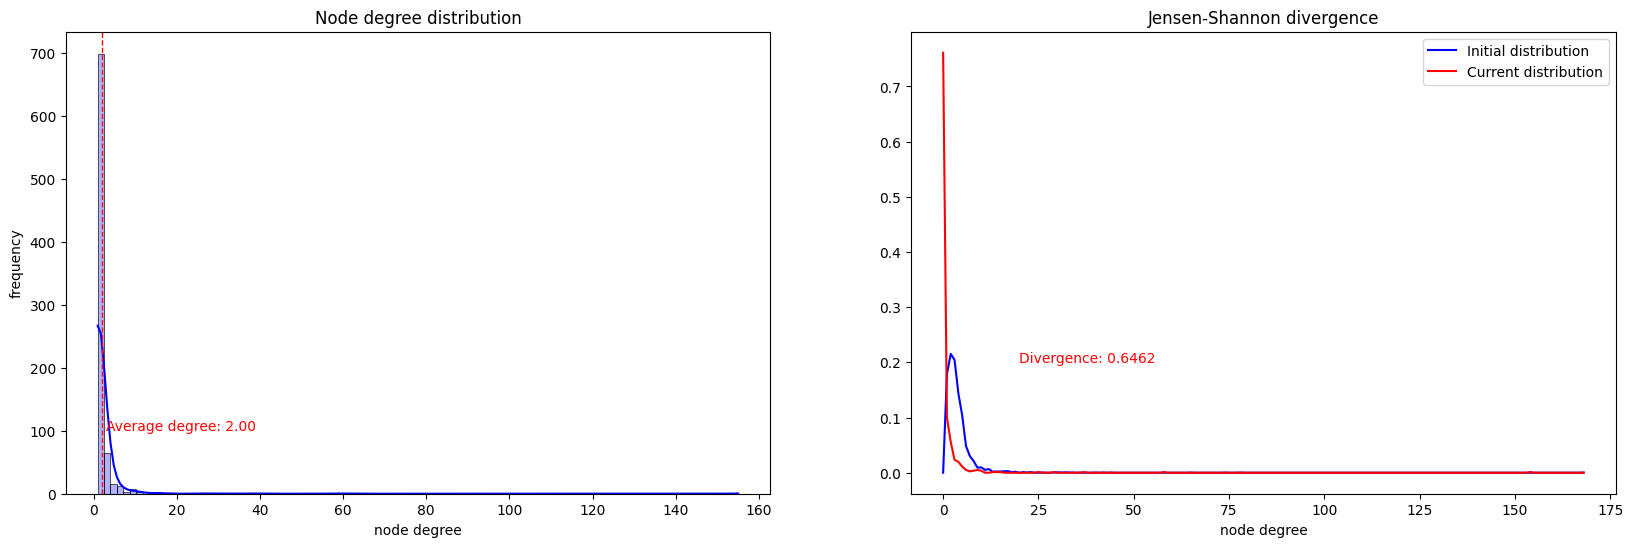 Node degree distribution
700
600
500
400
300
200
100
0
frequency
Average degree: 2.00
0 20 40 60 80 100 120 140 160
node degree
Jensen-Shannon divergence
Initial distribution
Current distribution
0.7
0.6
0.5
0.4
0.3
0.2
0.1
0.0
Divergence: 0.6462
0 25 50 75 100 125 150 175
node degree